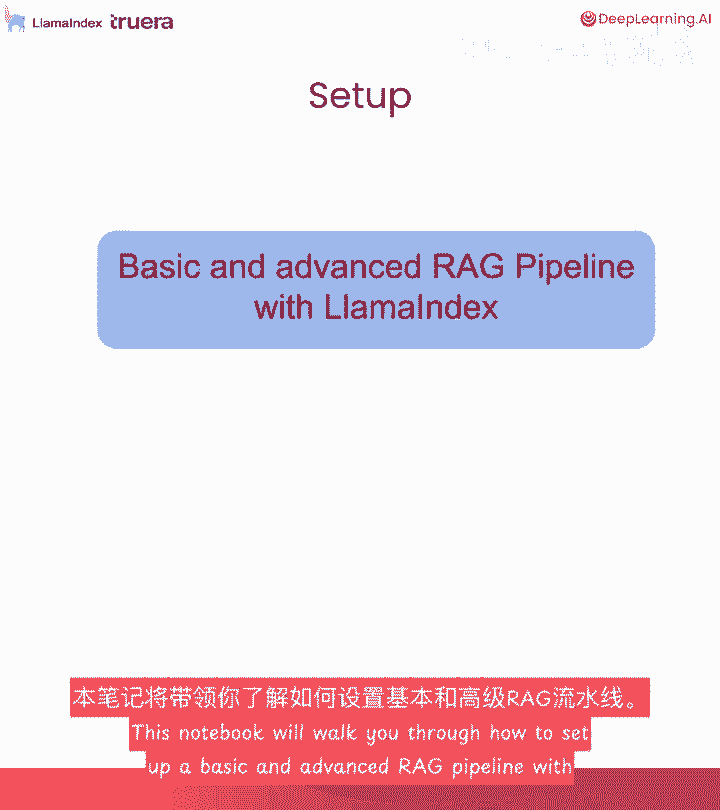 LlamaIndex truera
DeepLearning.AI
Setup
Basic and advanced RAG Pipeline
with LlamaIndex
本笔记将带领你了解如何设置基本和高级RAG流水线。
This notebook will walk you through how to set
up a basic and advanced RAG pipeline with